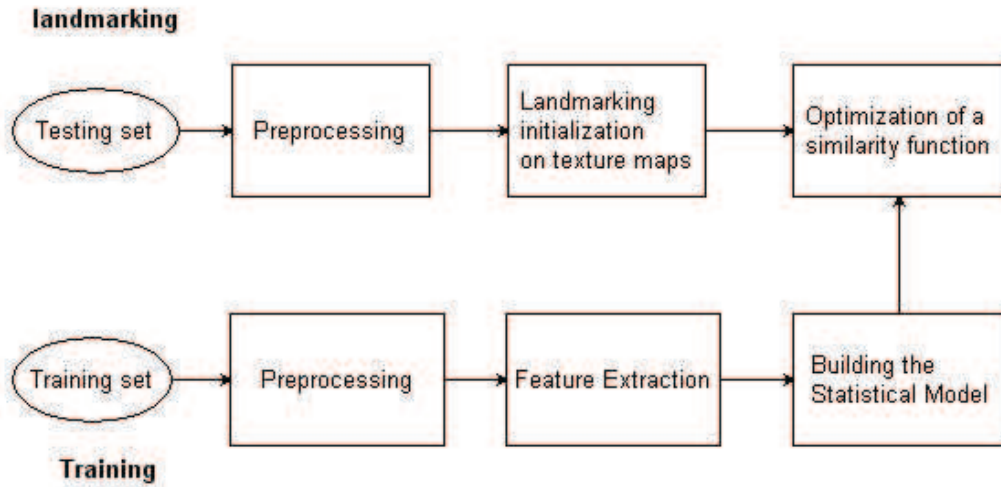 landmarking
Testing set
Preprocessing
Landmarking
initialization
on texture maps
Optimization of a
similarity function
Training set
Preprocessing
Feature Extraction
Building the
Statistical Model
Training